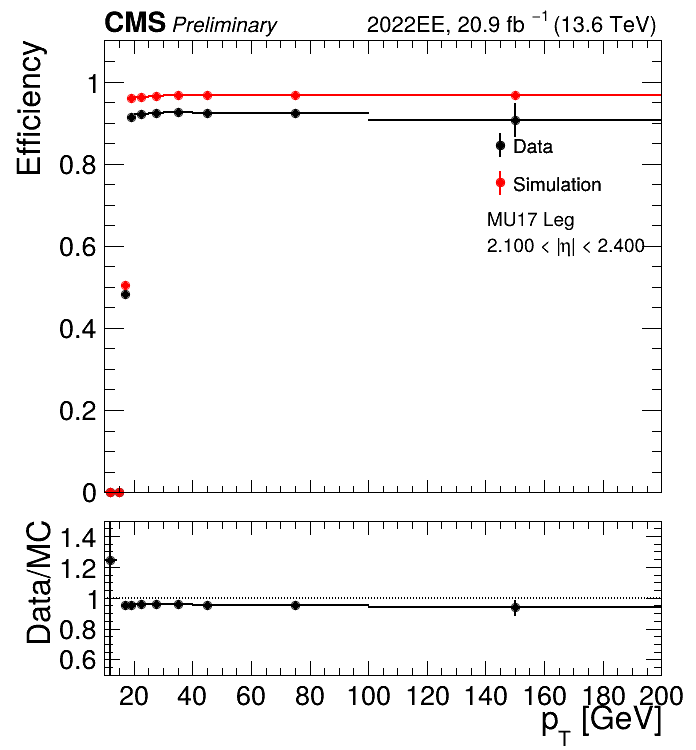 CMS Preliminary 2022EE, 20.9 fb⁻¹ (13.6 TeV)
Efficiency
1
0.8
0.6
0.4
0.2
0
Data
Simulation
MU17 Leg
2.100 < |η| < 2.400
Data/MC
1.4
1.2
1
0.8
0.6
20 40 60 80 100 120 140 160 180 200
p_T [GeV]